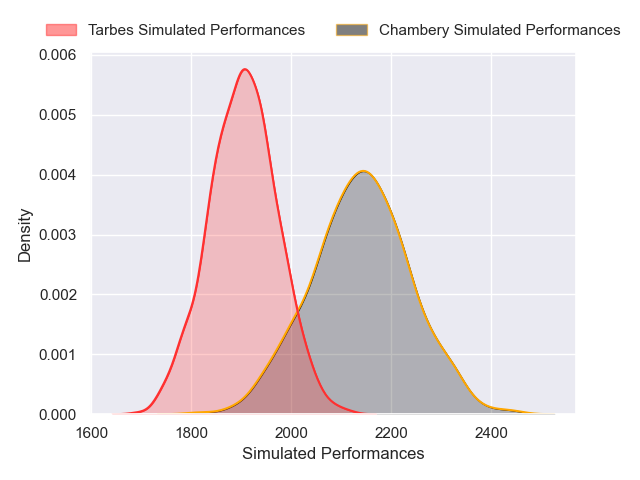 Tarbes Simulated Performances Chambery Simulated Performances
0.006
0.005
0.004
0.003
0.002
0.001
0.000
Density
1600 1800 2000 2200 2400
Simulated Performances